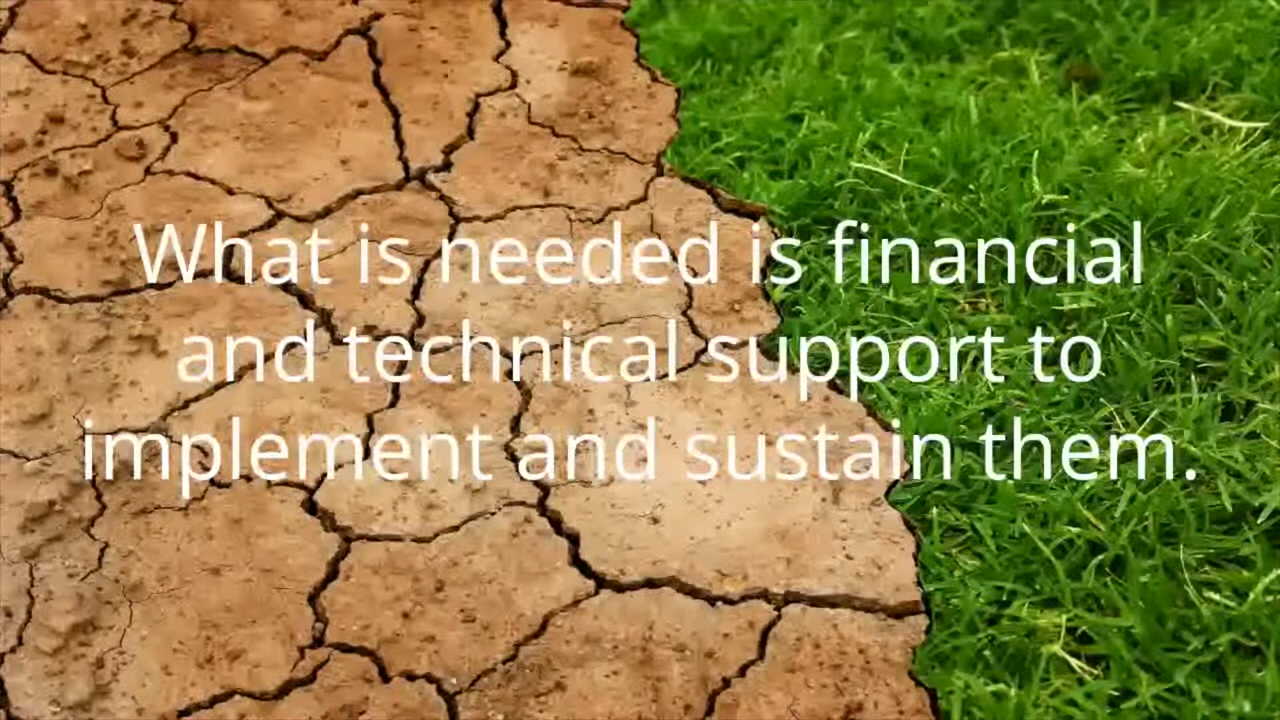 What is needed is financial
and technical support to
implement and sustain them.